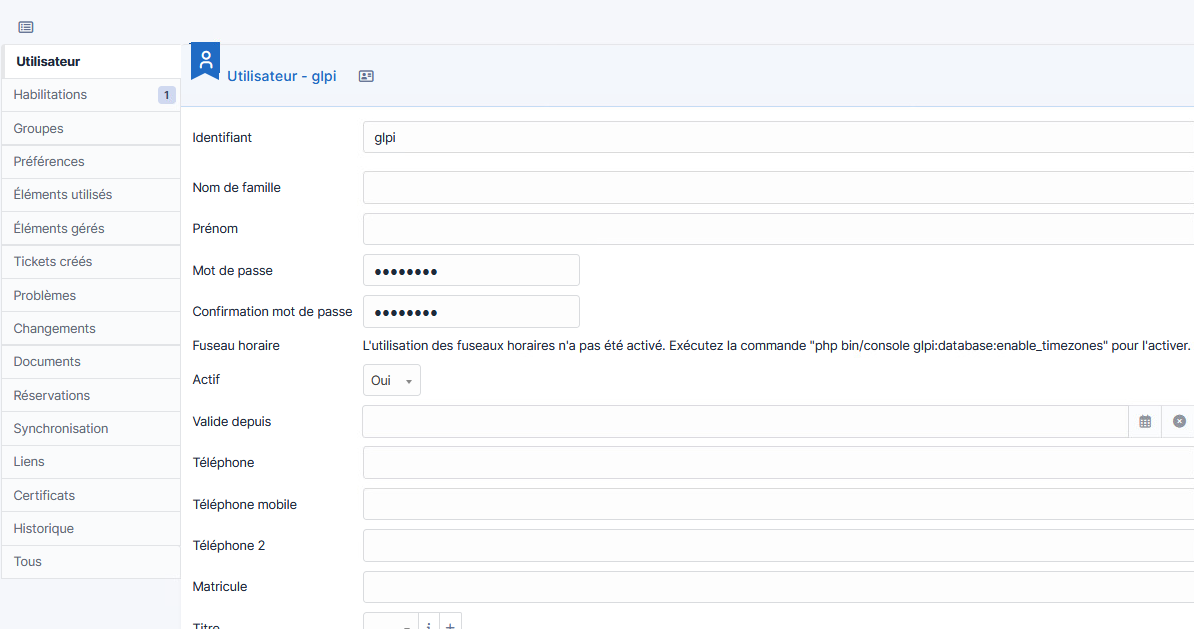 Utilisateur
Habilitations 1
Groupes
Préférences
Éléments utilisés
Éléments gérés
Tickets créés
Problèmes
Changements
Documents
Réservations
Synchronisation
Liens
Certificats
Historique
Tous
Utilisateur - glpi
Identifiant glpi
Nom de famille
Prénom
Mot de passe ••••••••
Confirmation mot de passe ••••••••
Fuseau horaire L'utilisation des fuseaux horaires n'a pas été activé. Exécutez la commande "php bin/console glpi:database:enable_timezones" pour l'activer.
Actif Oui
Valide depuis
Téléphone
Téléphone mobile
Téléphone 2
Matricule
Titre